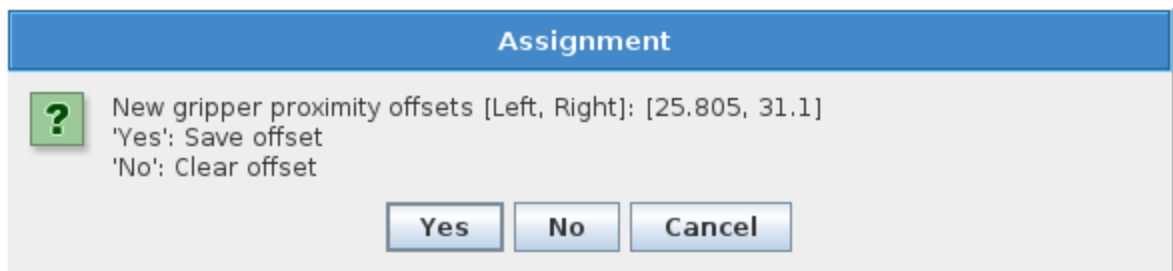 Assignment
?
New gripper proximity offsets [Left, Right]: [25.805, 31.1]
'Yes': Save offset
'No': Clear offset
Yes No Cancel